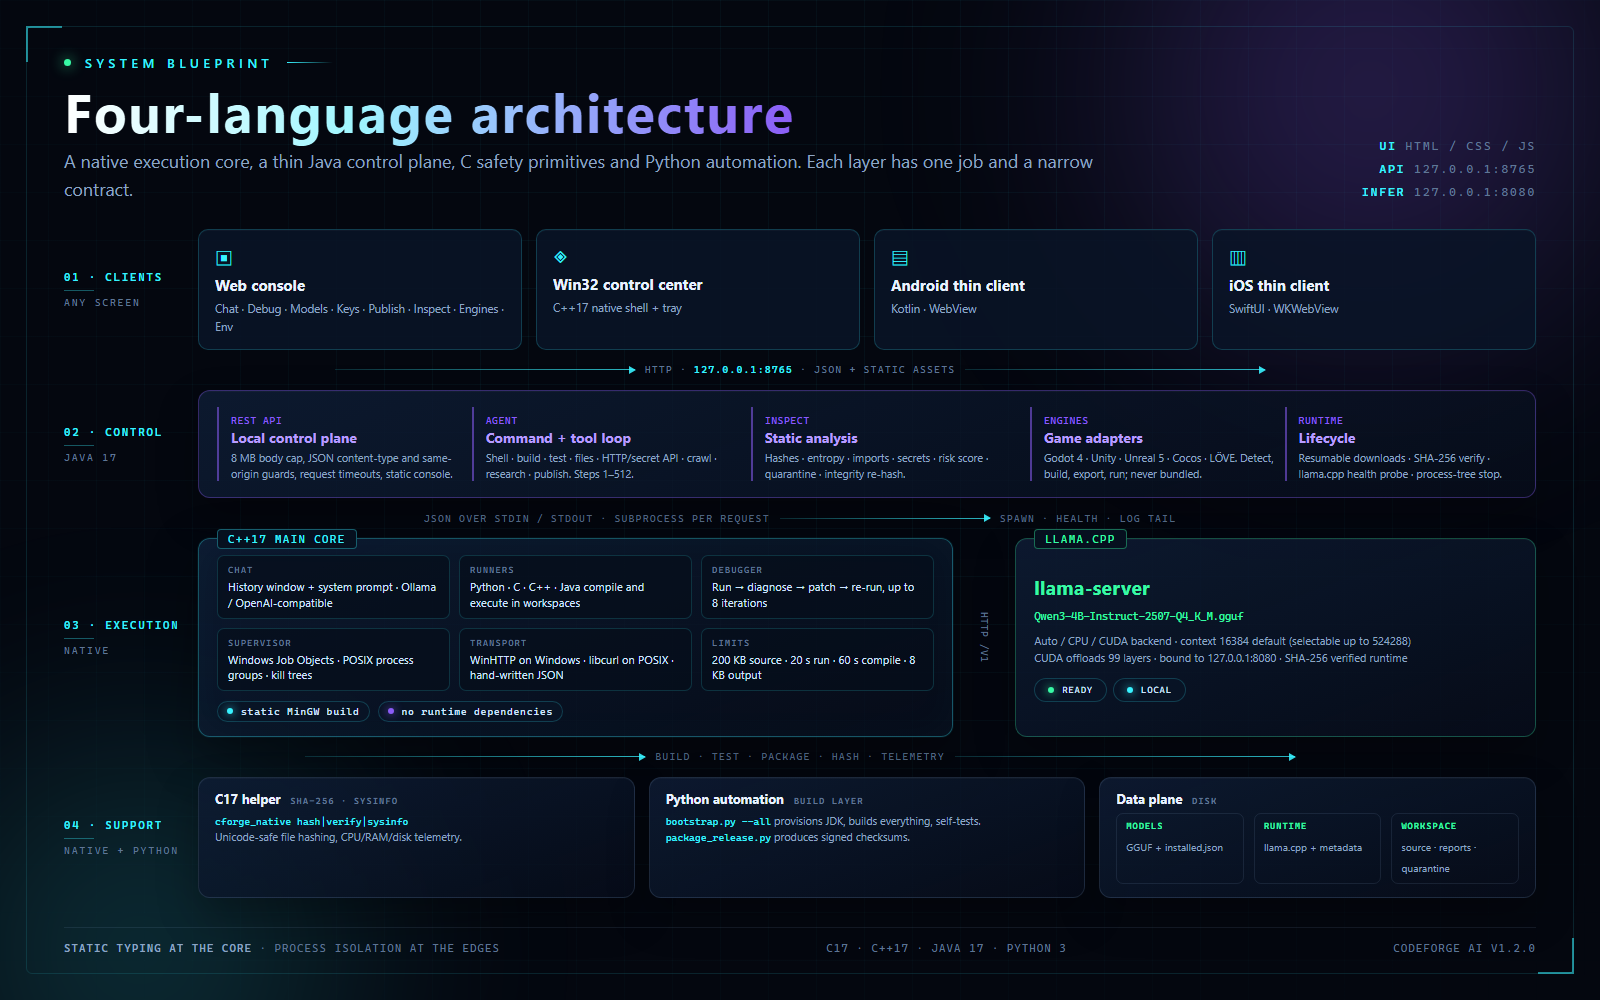 SYSTEM BLUEPRINT
Four-language architecture
A native execution core, a thin Java control plane, C safety primitives and Python automation. Each layer has one job and a narrow
contract.
UI HTML / CSS / JS
API 127.0.0.1:8765
INFER 127.0.0.1:8080
01 · CLIENTS
ANY SCREEN
Web console
Chat · Debug · Models · Keys · Publish · Inspect · Engines ·
Env
Win32 control center
C++17 native shell + tray
Android thin client
Kotlin · WebView
iOS thin client
SwiftUI · WKWebView
HTTP · 127.0.0.1:8765 · JSON + STATIC ASSETS
02 · CONTROL
JAVA 17
REST API
Local control plane
8 MB body cap, JSON content-type and same-
origin guards, request timeouts, static console.
AGENT
Command + tool loop
Shell · build · test · files · HTTP/secret API · crawl ·
research · publish. Steps 1–512.
INSPECT
Static analysis
Hashes · entropy · imports · secrets · risk score ·
quarantine · integrity re-hash.
ENGINES
Game adapters
Godot 4 · Unity · Unreal 5 · Cocos · LÖVE. Detect,
build, export, run; never bundled.
RUNTIME
Lifecycle
Resumable downloads · SHA-256 verify ·
llama.cpp health probe · process-tree stop.
JSON OVER STDIN / STDOUT · SUBPROCESS PER REQUEST
SPAWN · HEALTH · LOG TAIL
03 · EXECUTION
NATIVE
C++17 MAIN CORE
CHAT
History window + system prompt · Ollama
/ OpenAI-compatible
RUNNERS
Python · C · C++ · Java compile and
execute in workspaces
DEBUGGER
Run → diagnose → patch → re-run, up to
8 iterations
SUPERVISOR
Windows Job Objects · POSIX process
groups · kill trees
TRANSPORT
WinHTTP on Windows · libcurl on POSIX ·
hand-written JSON
LIMITS
200 KB source · 20 s run · 60 s compile · 8
KB output
static MinGW build
no runtime dependencies
HTTP /V1
LLAMA.CPP
llama-server
Qwen3-4B-Instruct-2507-Q4_K_M.gguf
Auto / CPU / CUDA backend · context 16384 default (selectable up to 524288)
CUDA offloads 99 layers · bound to 127.0.0.1:8080 · SHA-256 verified runtime
READY
LOCAL
BUILD · TEST · PACKAGE · HASH · TELEMETRY
04 · SUPPORT
NATIVE + PYTHON
C17 helper SHA-256 · SYSINFO
cforge_native hash|verify|sysinfo
Unicode-safe file hashing, CPU/RAM/disk telemetry.
Python automation BUILD LAYER
bootstrap.py --all provisions JDK, builds everything, self-tests.
package_release.py produces signed checksums.
Data plane DISK
MODELS
GGUF + installed.json
RUNTIME
llama.cpp + metadata
WORKSPACE
source · reports ·
quarantine
STATIC TYPING AT THE CORE · PROCESS ISOLATION AT THE EDGES
C17 · C++17 · JAVA 17 · PYTHON 3
CODEFORGE AI V1.2.0